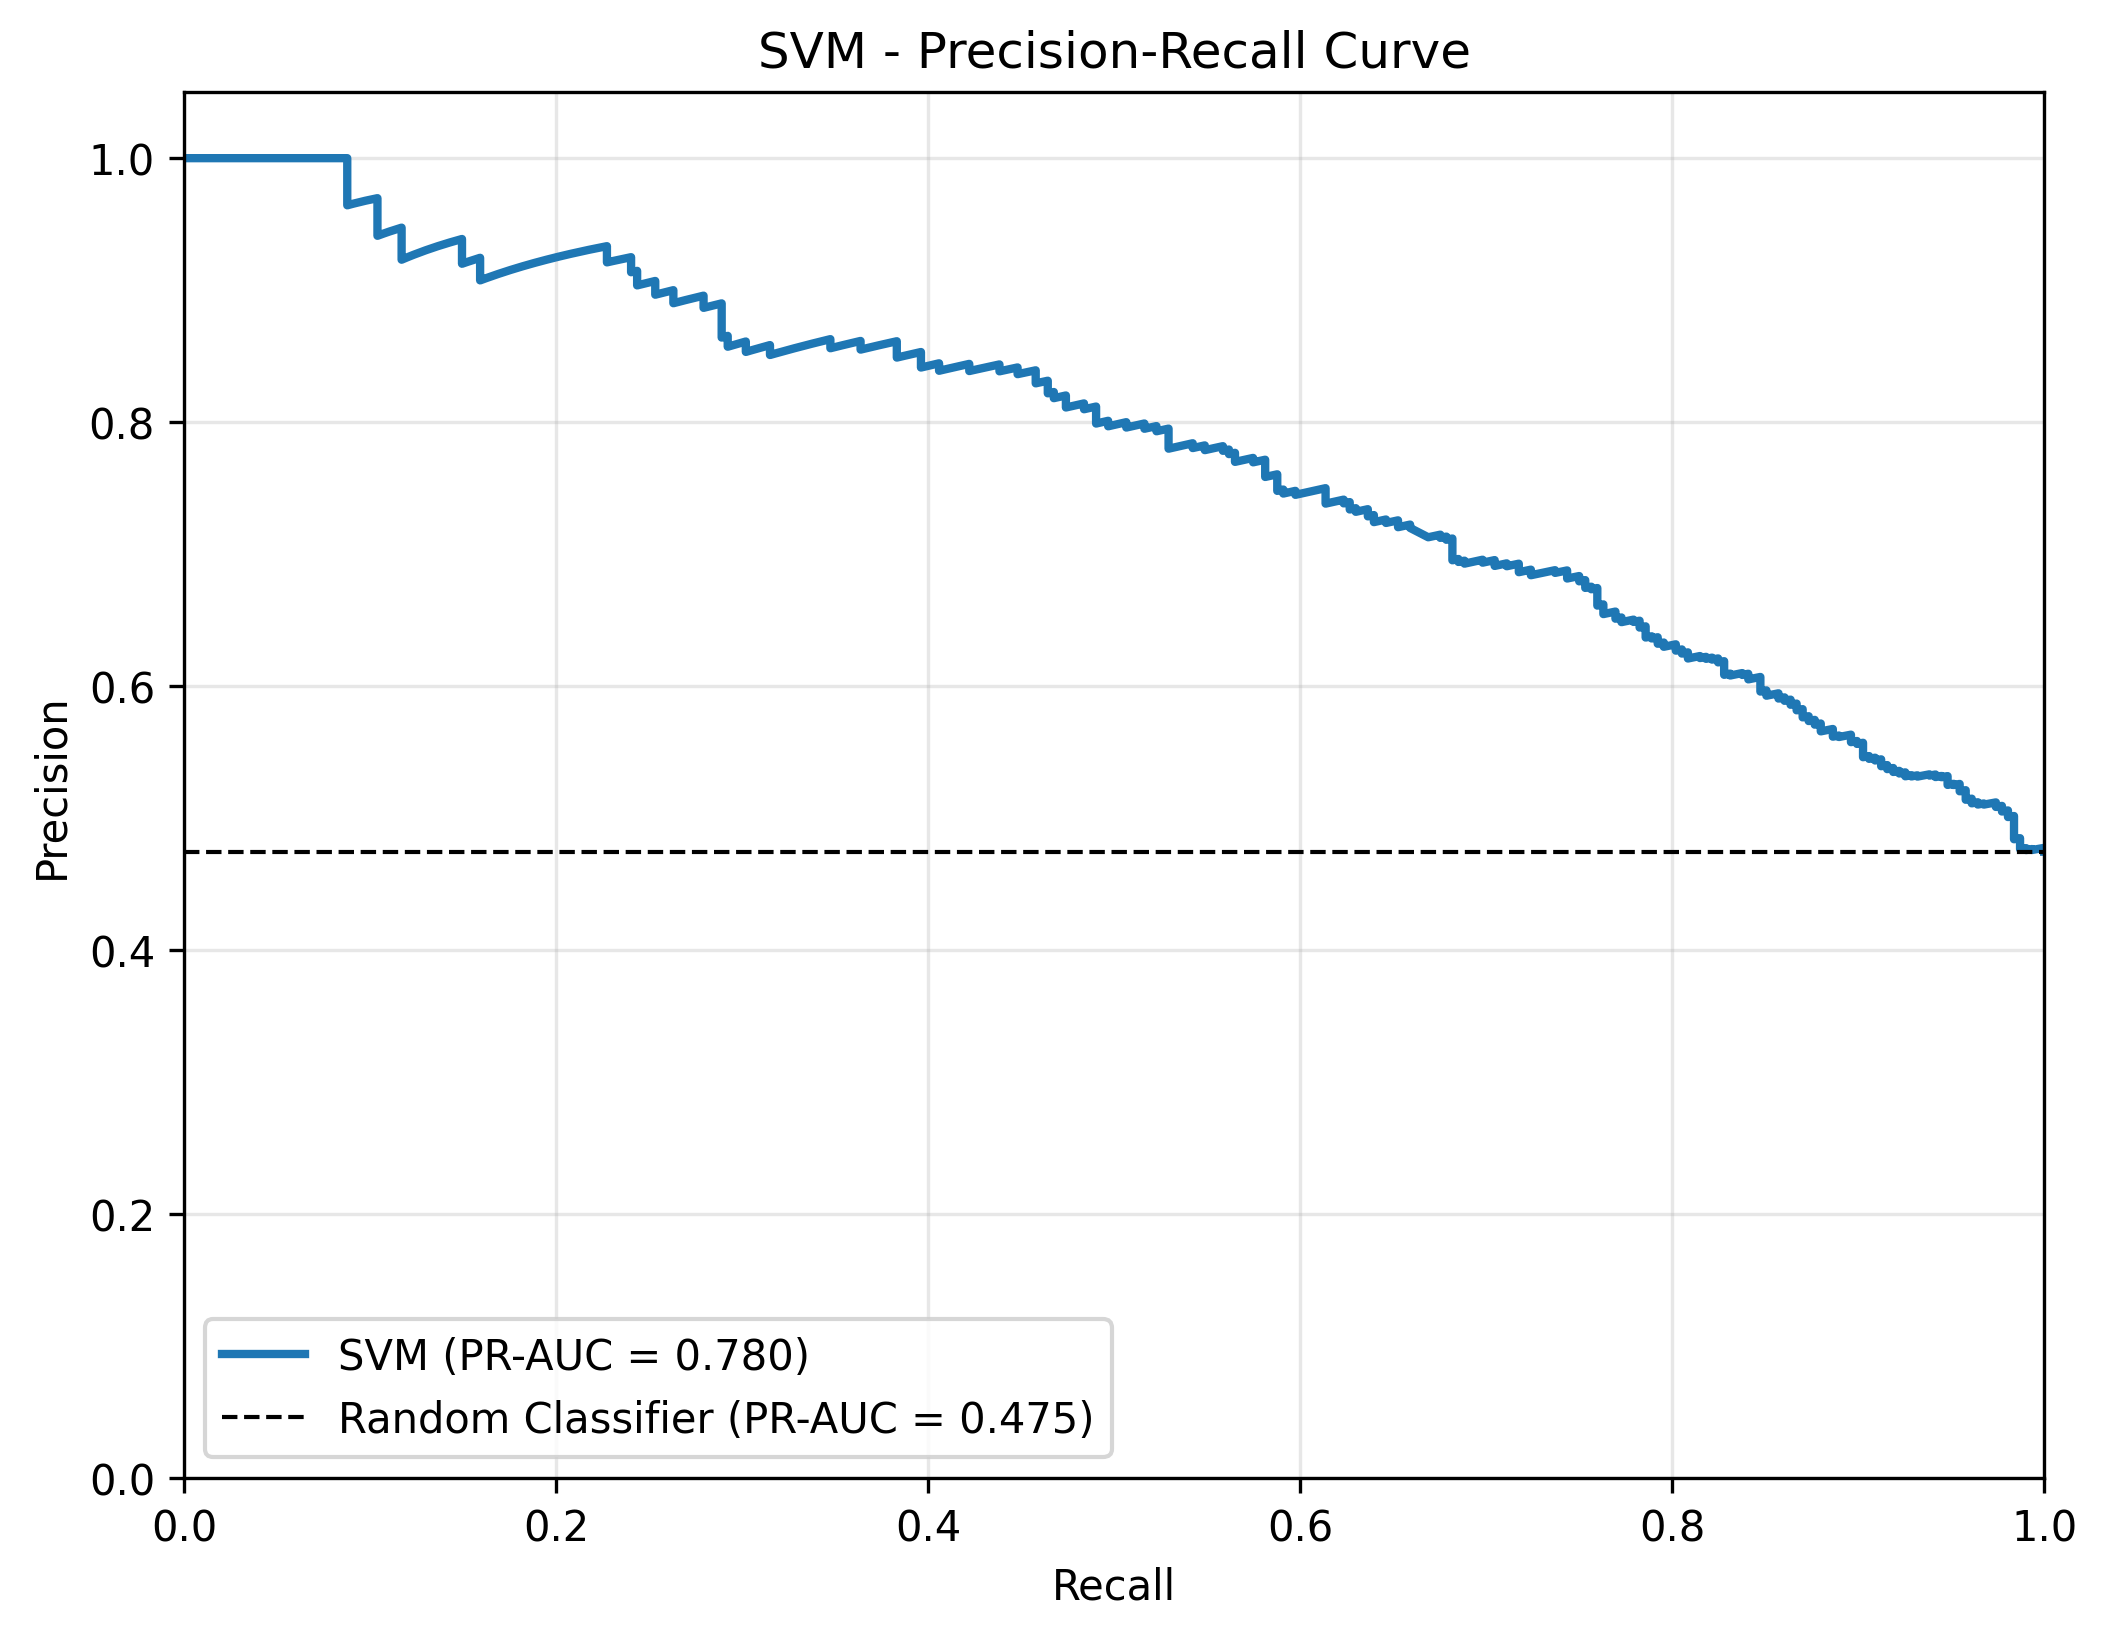 SVM - Precision-Recall Curve
1.0
0.8
0.6
0.4
0.2
0.0
Precision
SVM (PR-AUC = 0.780)
Random Classifier (PR-AUC = 0.475)
0.0 0.2 0.4 0.6 0.8 1.0
Recall